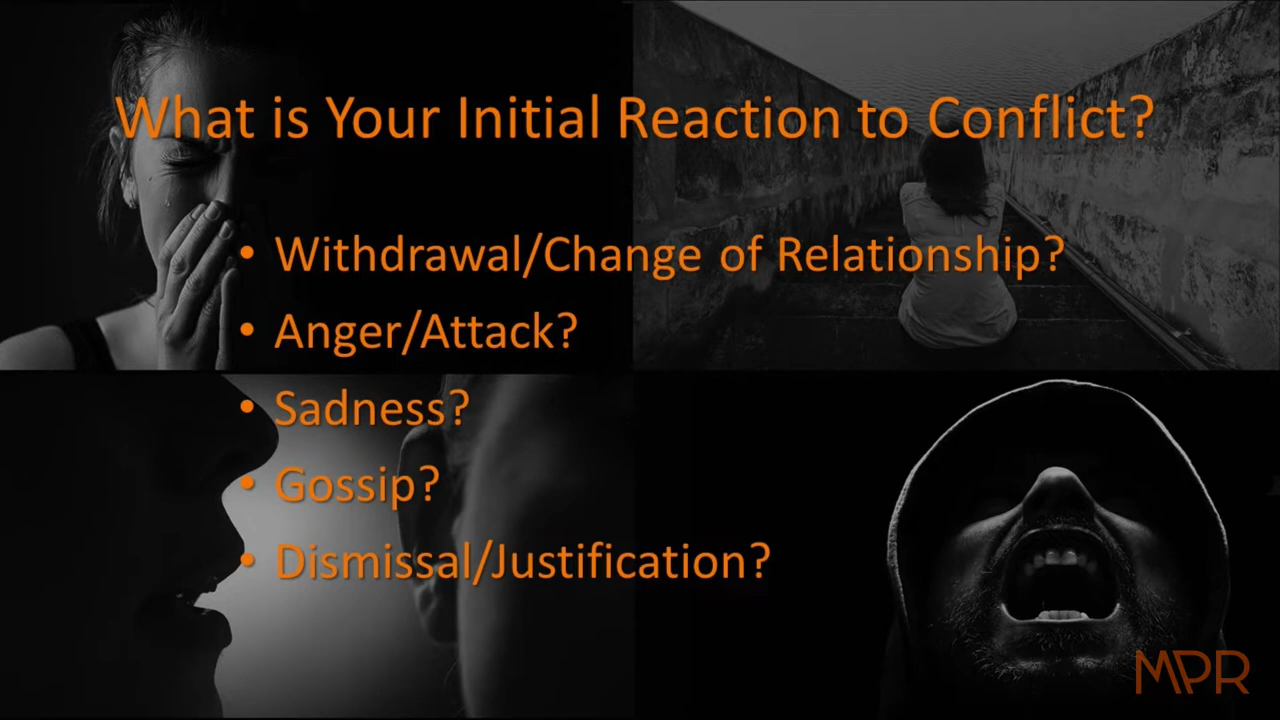 What is Your Initial Reaction to Conflict?
• Withdrawal/Change of Relationship?
• Anger/Attack?
• Sadness?
• Gossip?
• Dismissal/Justification?
MPR